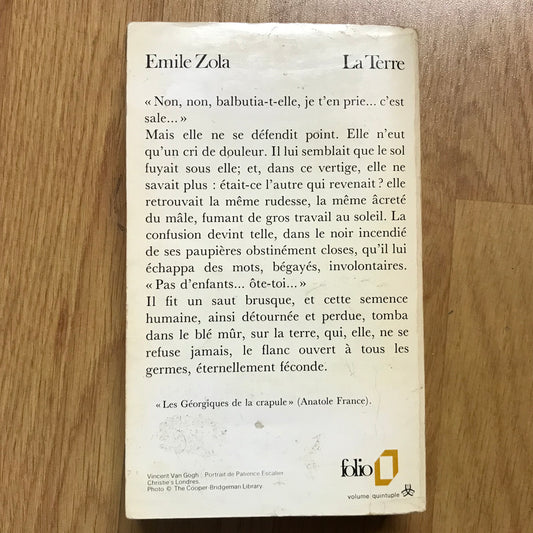 Emile Zola La Terre
« Non, non, balbutia-t-elle, je t'en prie... c'est
sale... »
Mais elle ne se défendit point. Elle n'eut
qu'un cri de douleur. Il lui semblait que le sol
fuyait sous elle; et, dans ce vertige, elle ne
savait plus : était-ce l'autre qui revenait? elle
retrouvait la même rudesse, la même âcreté
du mâle, fumant de gros travail au soleil. La
confusion devint telle, dans le noir incendié
de ses paupières obstinément closes, qu'il lui
échappa des mots, bégayés, involontaires.
« Pas d'enfants... ôte-toi... »
Il fit un saut brusque, et cette semence
humaine, ainsi détournée et perdue, tomba
dans le blé mûr, sur la terre, qui, elle, ne se
refuse jamais, le flanc ouvert à tous les
germes, éternellement féconde.
« Les Géorgiques de la crapule » (Anatole France).
Vincent Van Gogh : Portrait de Patience Escalier.
Christie's Londres.
Photo © The Cooper-Bridgeman Library.
folio
volume quintuple